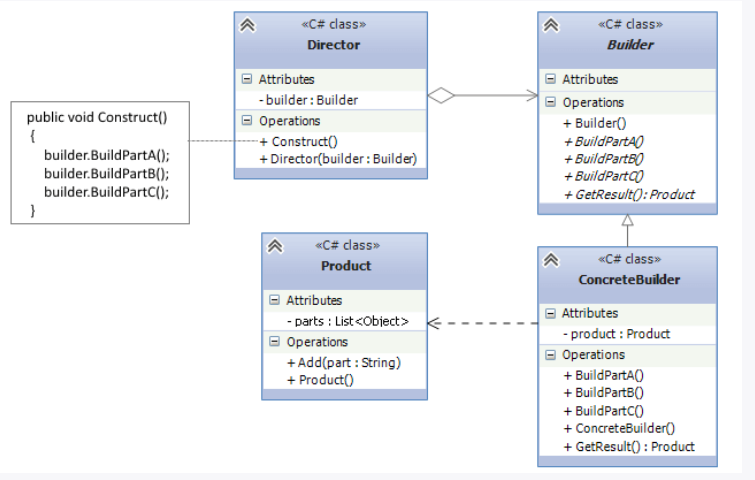 «C# class»
Director
Attributes
- builder : Builder
Operations
+ Construct()
+ Director(builder : Builder)
«C# class»
Builder
Attributes
Operations
+ Builder()
+ BuildPartA()
+ BuildPartB()
+ BuildPartC()
+ GetResult() : Product
public void Construct()
{
builder.BuildPartA();
builder.BuildPartB();
builder.BuildPartC();
}
«C# class»
Product
Attributes
- parts : List<Object>
Operations
+ Add(part : String)
+ Product()
«C# class»
ConcreteBuilder
Attributes
- product : Product
Operations
+ BuildPartA()
+ BuildPartB()
+ BuildPartC()
+ ConcreteBuilder()
+ GetResult() : Product